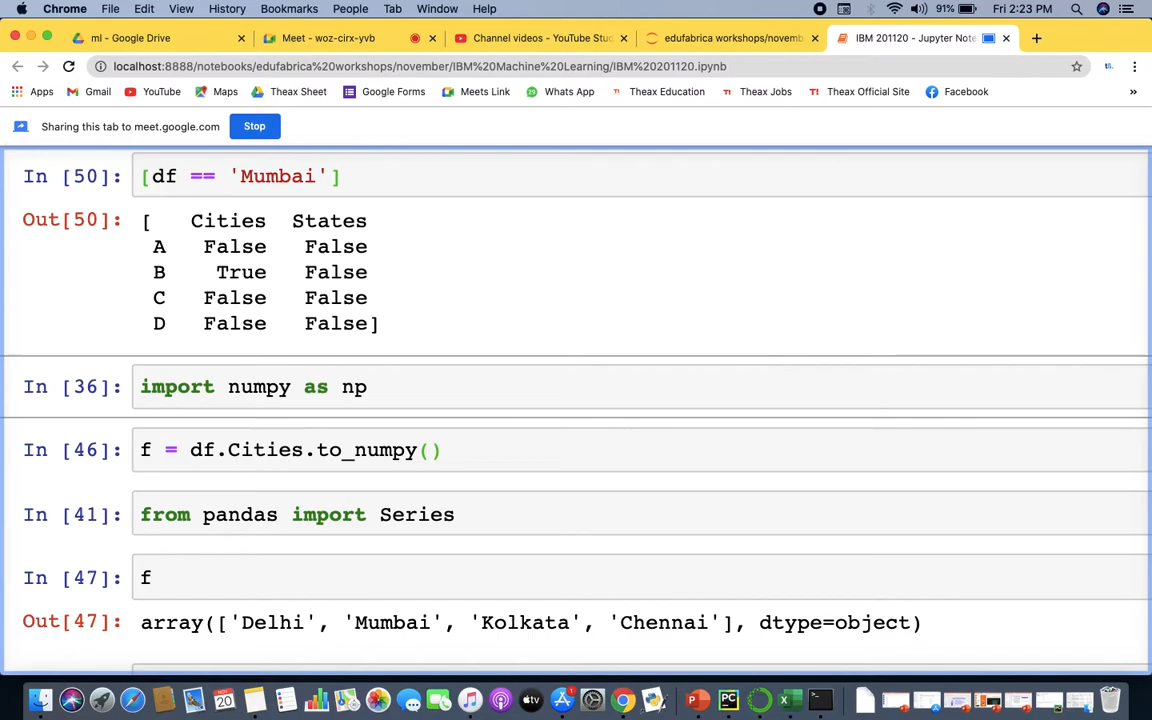 Chrome File Edit View History Bookmarks People Tab Window Help 91% Fri 2:23 PM
ml - Google Drive Meet - woz-cirx-yvb Channel videos - YouTube Stu edufabrica workshops/novemb IBM 201120 - Jupyter Note
localhost:8888/notebooks/edufabrica%20workshops/november/IBM%20Machine%20Learning/IBM%20201120.ipynb
Apps Gmail YouTube Maps Theax Sheet Google Forms Meets Link Whats App Theax Education Theax Jobs Theax Official Site Facebook »
Sharing this tab to meet.google.com Stop
In [50]: [df == 'Mumbai']
Out[50]: [ Cities States
A False False
B True False
C False False
D False False]
In [36]: import numpy as np
In [46]: f = df.Cities.to_numpy()
In [41]: from pandas import Series
In [47]: f
Out[47]: array(['Delhi', 'Mumbai', 'Kolkata', 'Chennai'], dtype=object)